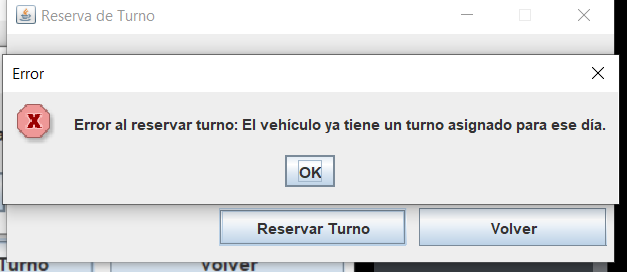 Reserva de Turno
Error
Error al reservar turno: El vehículo ya tiene un turno asignado para ese día.
OK
Reservar Turno
Volver
Turno
Volver